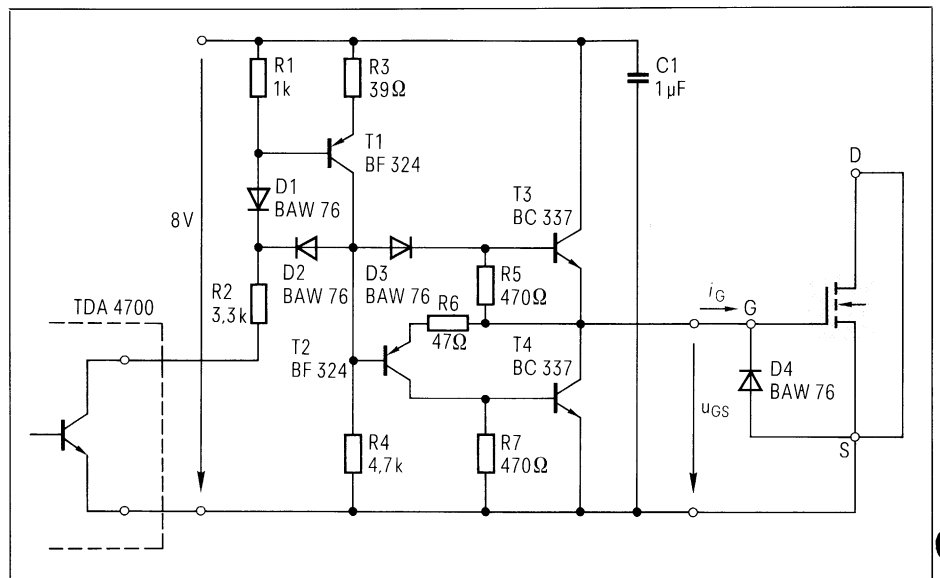 R1
1k
R3
39Ω
C1
1µF
T1
BF 324
D1
BAW 76
8V
T3
BC 337
D
D2
BAW 76
D3
BAW 76
R2
3,3k
R5
470Ω
R6
47Ω
iG
G
TDA 4700
T2
BF 324
T4
BC 337
D4
BAW 76
uGS
S
R4
4,7k
R7
470Ω